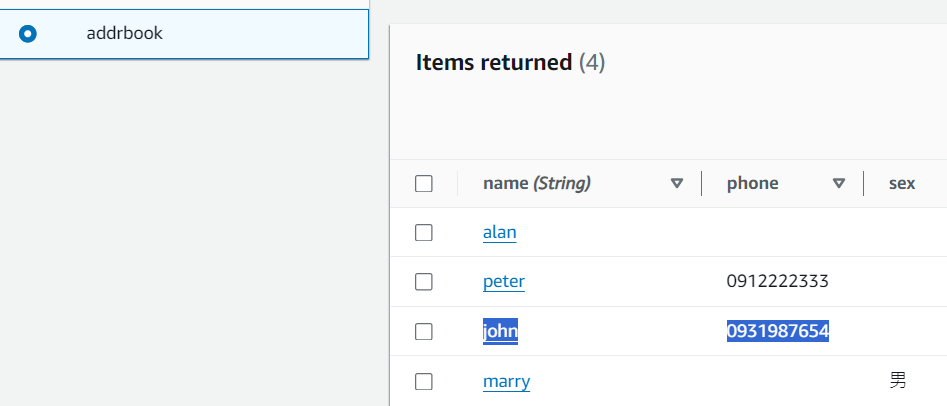 addrbook
Items returned (4)
name (String) phone sex
alan
peter 0912222333
john 0931987654
marry 男